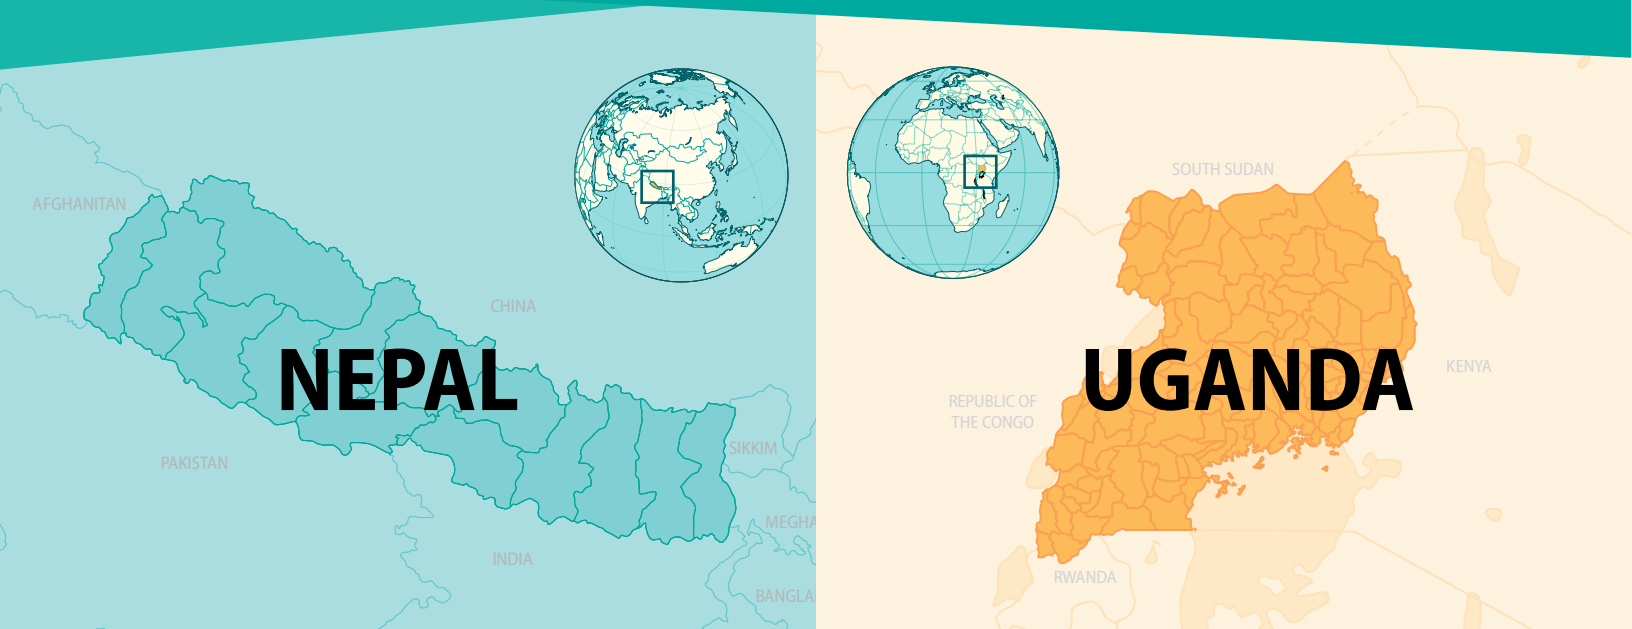 AFGHANITAN
CHINA
NEPAL
PAKISTAN
SIKKIM
MEGHA
INDIA
BANGLA
SOUTH SUDAN
KENYA
UGANDA
REPUBLIC OF
THE CONGO
RWANDA